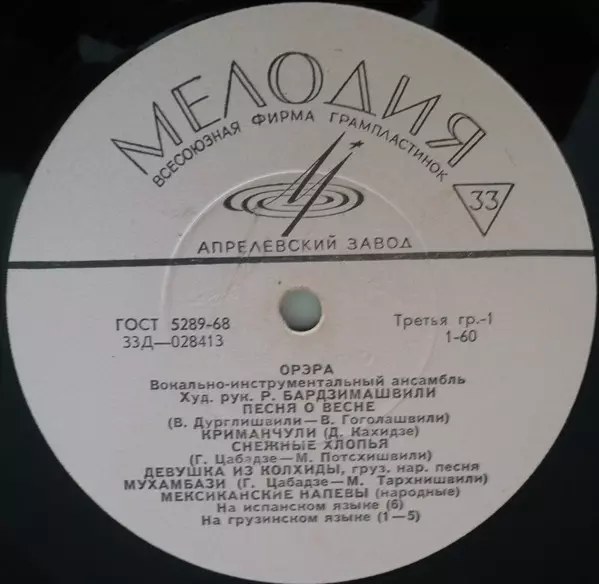 МЕЛОДИЯ
ВСЕСОЮЗНАЯ ФИРМА ГРАМПЛАСТИНОК
33
АПРЕЛЕВСКИЙ ЗАВОД
ГОСТ 5289-68
33Д—028413
Третья гр.-1
1-60
ОРЭРА
Вокально-инструментальный ансамбль
Худ. рук. Р. БАРДЗИМАШВИЛИ
ПЕСНЯ О ВЕСНЕ
(В. Дурглишвили—В. Гоголашвили)
КРИМАНЧУЛИ (Д. Кахидзе)
СНЕЖНЫЕ ХЛОПЬЯ
(Г. Цабадзе—М. Потсхишвили)
ДЕВУШКА ИЗ КОЛХИДЫ, груз. нар. песня
МУХАМБАЗИ (Г. Цабадзе—М. Тархнишвили)
МЕКСИКАНСКИЕ НАПЕВЫ (народные)
На испанском языке (6)
На грузинском языке (1—5)